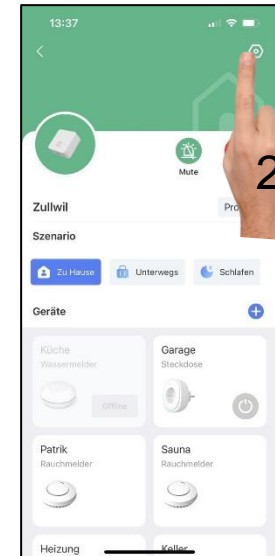 13:37
Mute
2
Zullwil
Szenario
Zu Hause
Unterwegs
Schlafen
Geräte
Küche
Wassermelder
Offline
Garage
Steckdose
Patrik
Rauchmelder
Sauna
Rauchmelder
Heizung
Keller